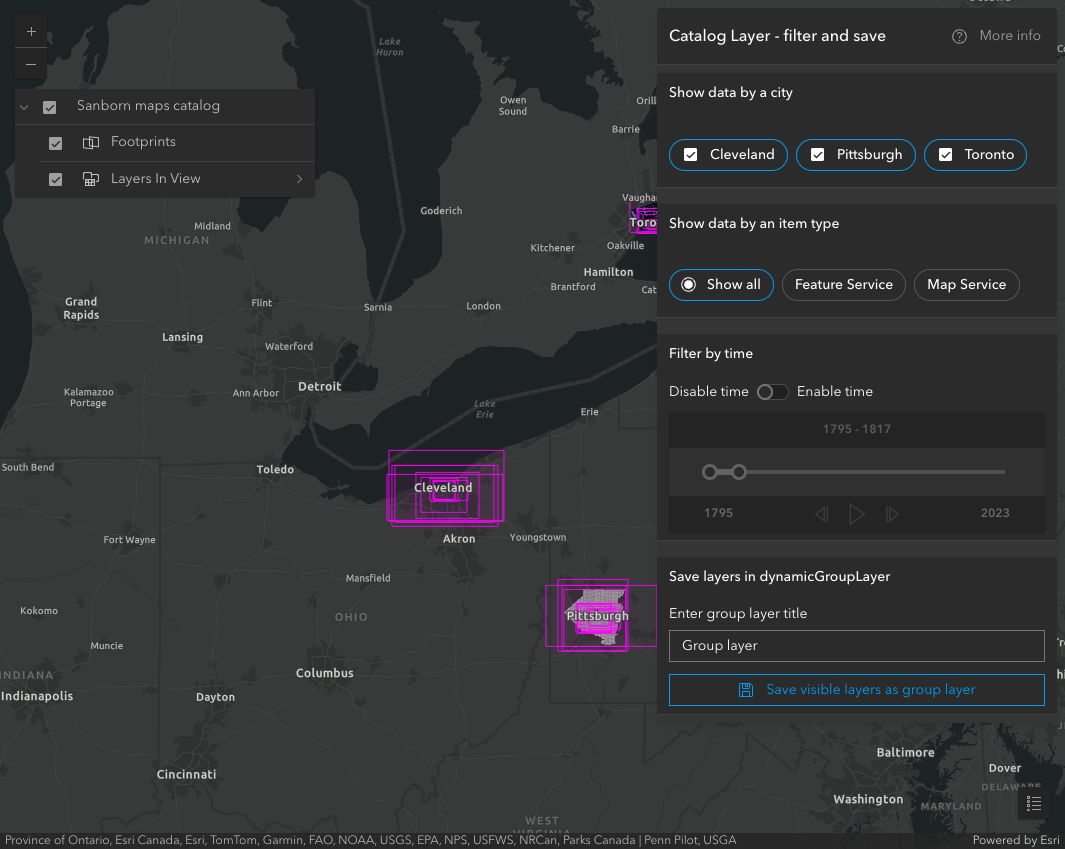 +
−
Sanborn maps catalog
Footprints
Layers In View
Catalog Layer - filter and save
More info
Show data by a city
Cleveland
Pittsburgh
Toronto
Show data by an item type
Show all
Feature Service
Map Service
Filter by time
Disable time
Enable time
1795 - 1817
1795
2023
Save layers in dynamicGroupLayer
Enter group layer title
Group layer
Save visible layers as group layer
Lake
Huron
Owen
Sound
Orill
Barrie
Vaugha
Toro
Goderich
Midland
MICHIGAN
Kitchener
Oakville
Hamilton
Brantford
Cat
Grand
Rapids
Flint
Sarnia
London
Lansing
Waterford
Detroit
Kalamazoo
Portage
Ann Arbor
Lake
Erie
Erie
South Bend
Toledo
Cleveland
Akron
Youngstown
Fort Wayne
Mansfield
Kokomo
OHIO
Pittsburgh
Muncie
INDIANA
Indianapolis
Columbus
Dayton
Cincinnati
Baltimore
Dover
DELAWARE
Washington
MARYLAND
WEST
VIRGINIA
Province of Ontario, Esri Canada, Esri, TomTom, Garmin, FAO, NOAA, USGS, EPA, NPS, USFWS, NRCan, Parks Canada | Penn Pilot, USGA
Powered by Esri